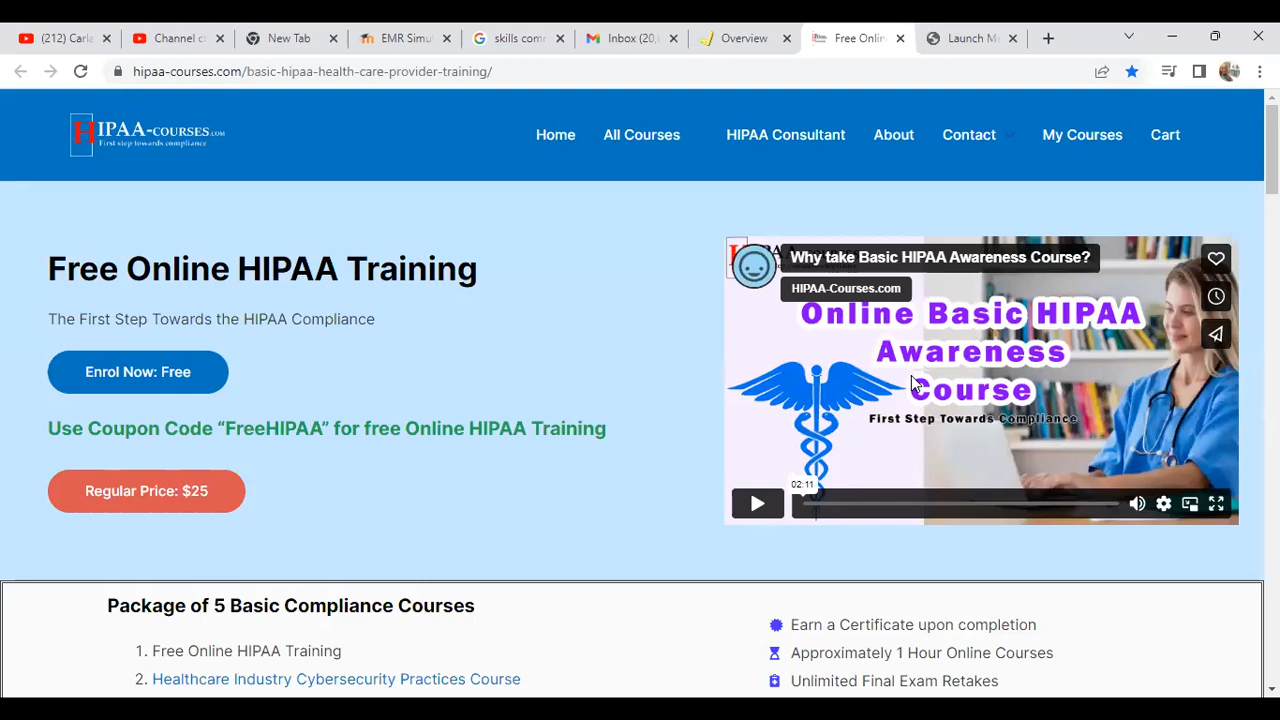 (212) Carla
Channel c
New Tab
EMR Simu
skills com
Inbox (20,
Overview
Free Onlin
Launch M
hipaa-courses.com/basic-hipaa-health-care-provider-training/
HIPAA-COURSES.COM
First step towards compliance
Home
All Courses
HIPAA Consultant
About
Contact
My Courses
Cart
Free Online HIPAA Training
The First Step Towards the HIPAA Compliance
Enrol Now: Free
Use Coupon Code “FreeHIPAA” for free Online HIPAA Training
Regular Price: $25
Why take Basic HIPAA Awareness Course?
HIPAA-Courses.com
Online Basic HIPAA
Awareness
Course
First Step Towards Compliance
02:11
Package of 5 Basic Compliance Courses
1. Free Online HIPAA Training
2. Healthcare Industry Cybersecurity Practices Course
Earn a Certificate upon completion
Approximately 1 Hour Online Courses
Unlimited Final Exam Retakes